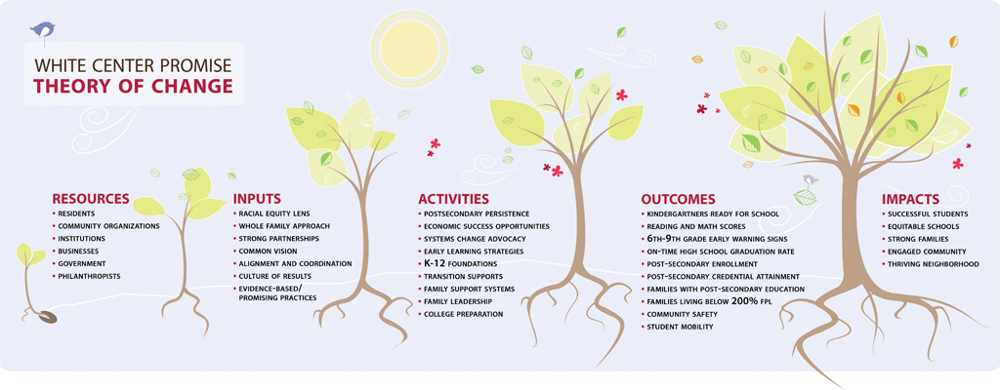 WHITE CENTER PROMISE
THEORY OF CHANGE
RESOURCES
• RESIDENTS
• COMMUNITY ORGANIZATIONS
• INSTITUTIONS
• BUSINESSES
• GOVERNMENT
• PHILANTHROPISTS
INPUTS
• RACIAL EQUITY LENS
• WHOLE FAMILY APPROACH
• STRONG PARTNERSHIPS
• COMMON VISION
• ALIGNMENT AND COORDINATION
• CULTURE OF RESULTS
• EVIDENCE-BASED/
PROMISING PRACTICES
ACTIVITIES
• POSTSECONDARY PERSISTENCE
• ECONOMIC SUCCESS OPPORTUNITIES
• SYSTEMS CHANGE ADVOCACY
• EARLY LEARNING STRATEGIES
• K-12 FOUNDATIONS
• TRANSITION SUPPORTS
• FAMILY SUPPORT SYSTEMS
• FAMILY LEADERSHIP
• COLLEGE PREPARATION
OUTCOMES
• KINDERGARTNERS READY FOR SCHOOL
• READING AND MATH SCORES
• 6TH-9TH GRADE EARLY WARNING SIGNS
• ON-TIME HIGH SCHOOL GRADUATION RATE
• POST-SECONDARY ENROLLMENT
• POST-SECONDARY CREDENTIAL ATTAINMENT
• FAMILIES WITH POST-SECONDARY EDUCATION
• FAMILIES LIVING BELOW 200% FPL
• COMMUNITY SAFETY
• STUDENT MOBILITY
IMPACTS
• SUCCESSFUL STUDENTS
• EQUITABLE SCHOOLS
• STRONG FAMILIES
• ENGAGED COMMUNITY
• THRIVING NEIGHBORHOOD